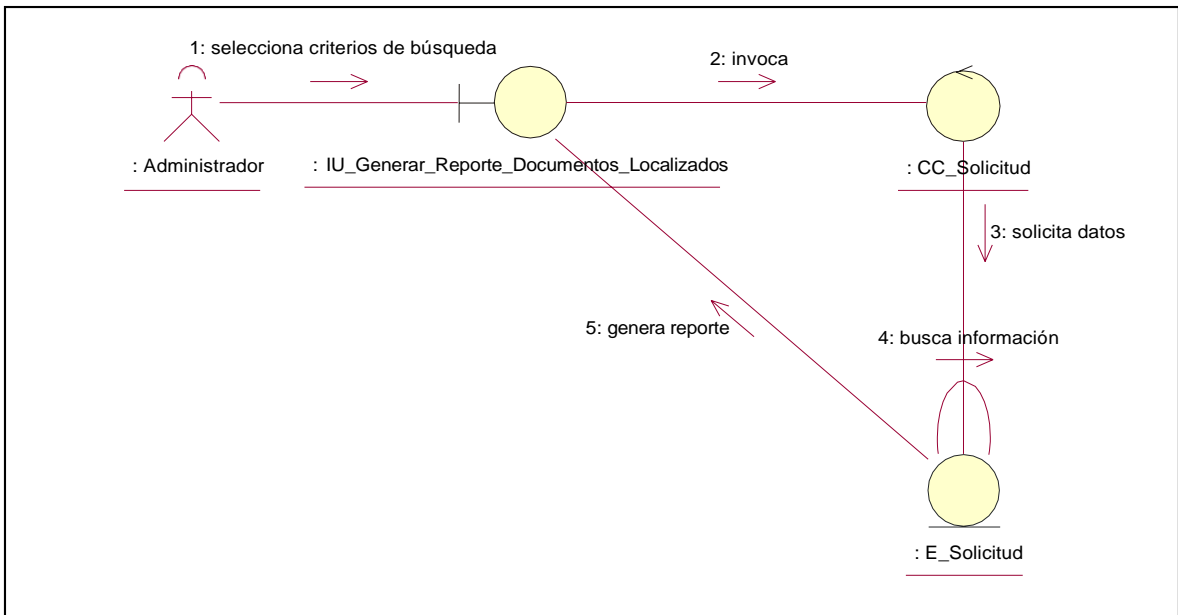 1: selecciona criterios de búsqueda
2: invoca
: Administrador
: IU_Generar_Reporte_Documentos_Localizados
: CC_Solicitud
3: solicita datos
5: genera reporte
4: busca información
: E_Solicitud